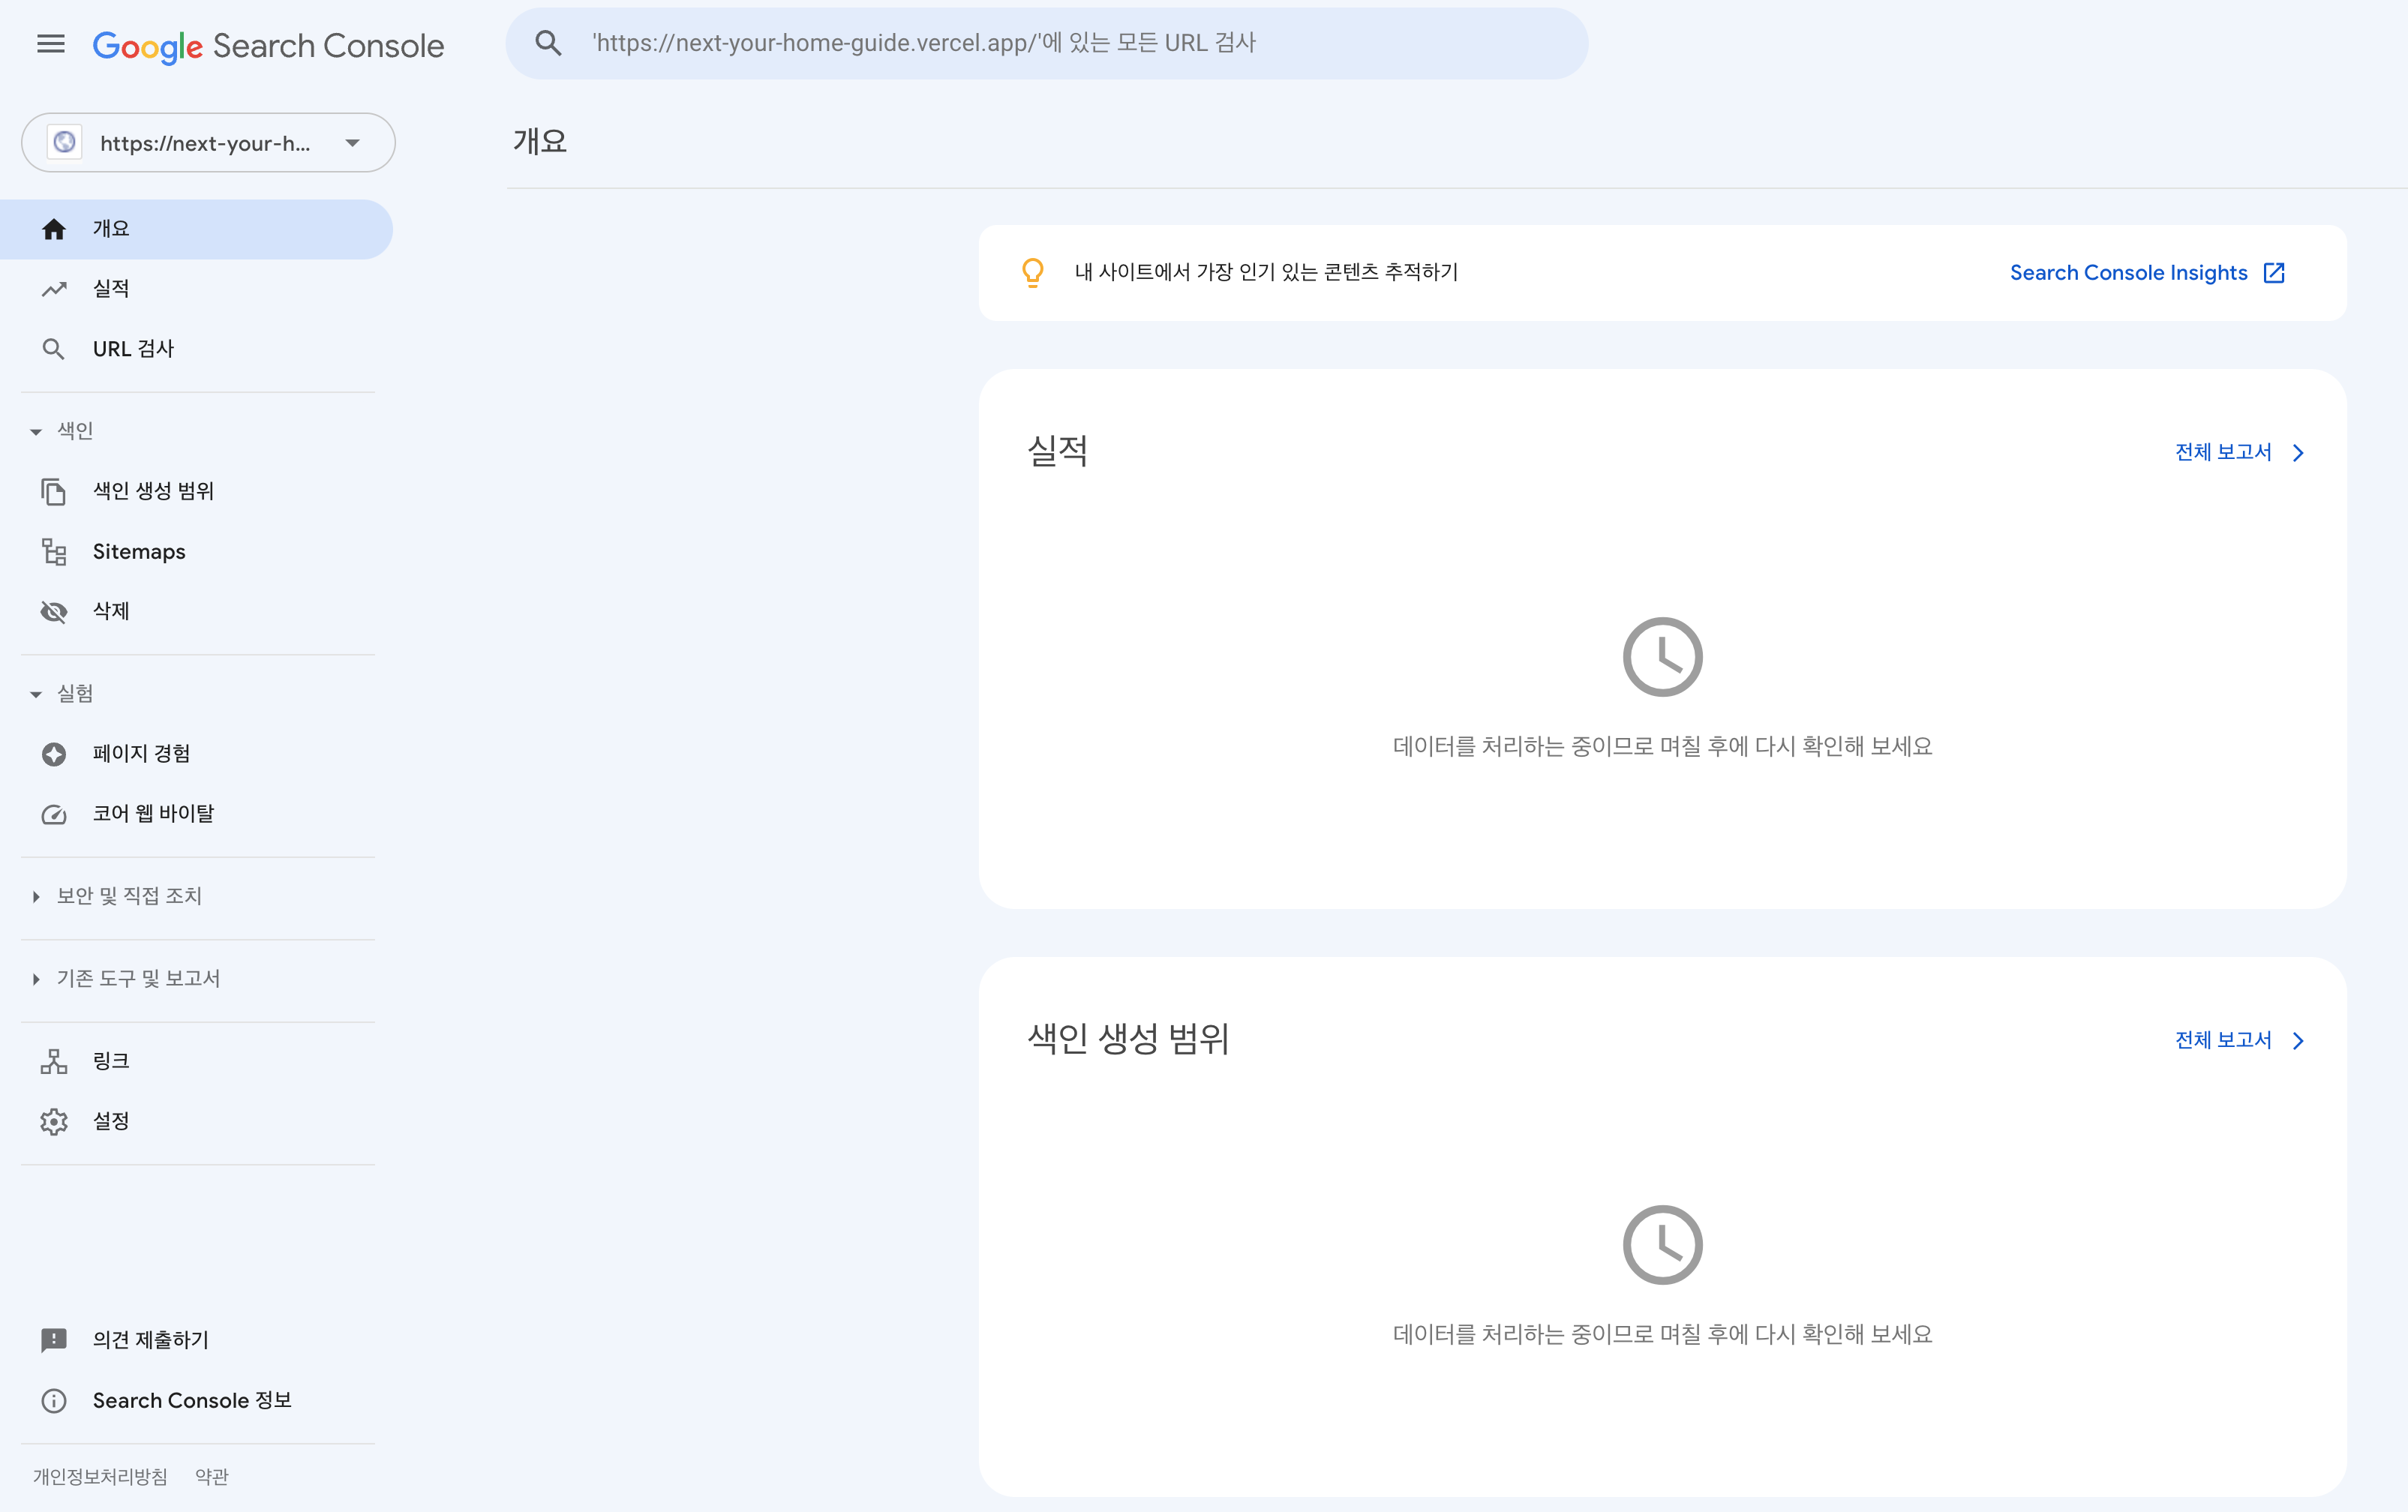 Google Search Console
'https://next-your-home-guide.vercel.app/'에 있는 모든 URL 검사
https://next-your-h...
개요
실적
URL 검사
색인
색인 생성 범위
Sitemaps
삭제
실험
페이지 경험
코어 웹 바이탈
보안 및 직접 조치
기존 도구 및 보고서
링크
설정
의견 제출하기
Search Console 정보
개인정보처리방침 약관
개요
내 사이트에서 가장 인기 있는 콘텐츠 추적하기 Search Console Insights
실적 전체 보고서
데이터를 처리하는 중이므로 며칠 후에 다시 확인해 보세요
색인 생성 범위 전체 보고서
데이터를 처리하는 중이므로 며칠 후에 다시 확인해 보세요